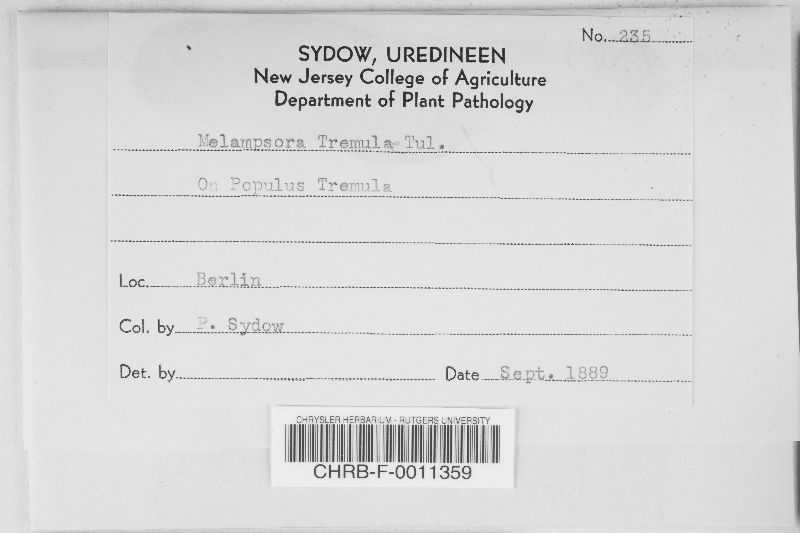 No. 235
SYDOW, UREDINEEN
New Jersey College of Agriculture
Department of Plant Pathology
Melampsora Tremula Tul.
On Populus Tremula
Loc. Berlin
Col. by P. Sydow
Det. by
Date Sept. 1889
CHRYSLER HERBARIUM - RUTGERS UNIVERSITY
CHRB-F-0011359